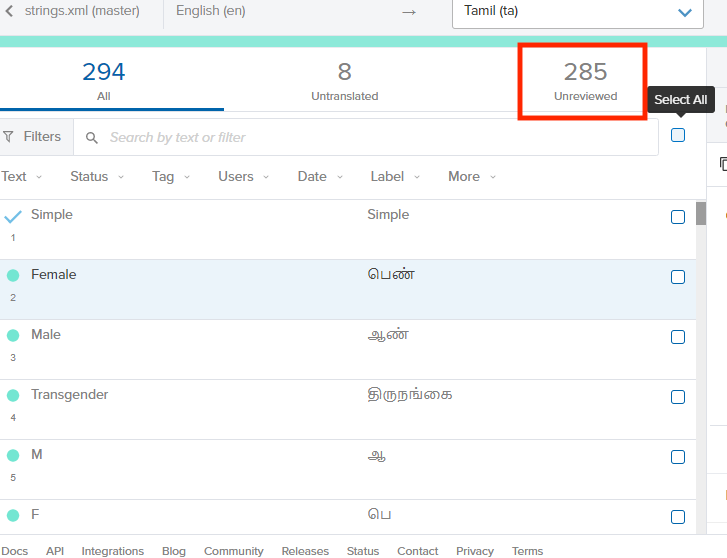 strings.xml (master) English (en) → Tamil (ta)
294 8 285
All Untranslated Unreviewed
Select All
Filters Search by text or filter
Text Status Tag Users Date Label More
Simple Simple
1
Female பெண்
2
Male ஆண்
3
Transgender திருநங்கை
4
M ஆ
5
F பெ
Docs API Integrations Blog Community Releases Status Contact Privacy Terms